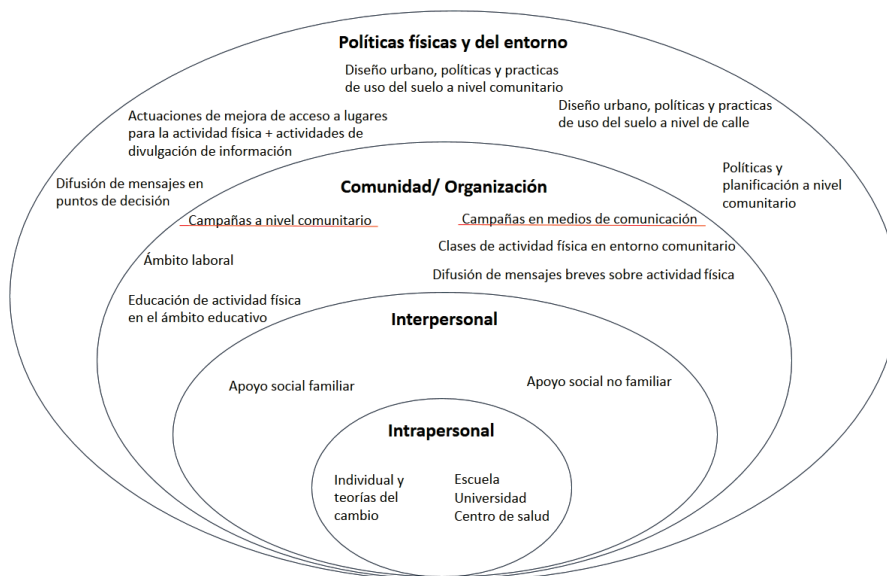 Políticas físicas y del entorno
Diseño urbano, políticas y practicas
de uso del suelo a nivel comunitario
Diseño urbano, políticas y practicas
de uso del suelo a nivel de calle
Actuaciones de mejora de acceso a lugares
para la actividad física + actividades de
divulgación de información
Políticas y
planificación a nivel
comunitario
Difusión de mensajes en
puntos de decisión
Comunidad/ Organización
Campañas a nivel comunitario
Campañas en medios de comunicación
Clases de actividad física en entorno comunitario
Ámbito laboral
Difusión de mensajes breves sobre actividad física
Educación de actividad física
en el ámbito educativo
Interpersonal
Apoyo social familiar
Apoyo social no familiar
Intrapersonal
Individual y
teorías del
cambio
Escuela
Universidad
Centro de salud